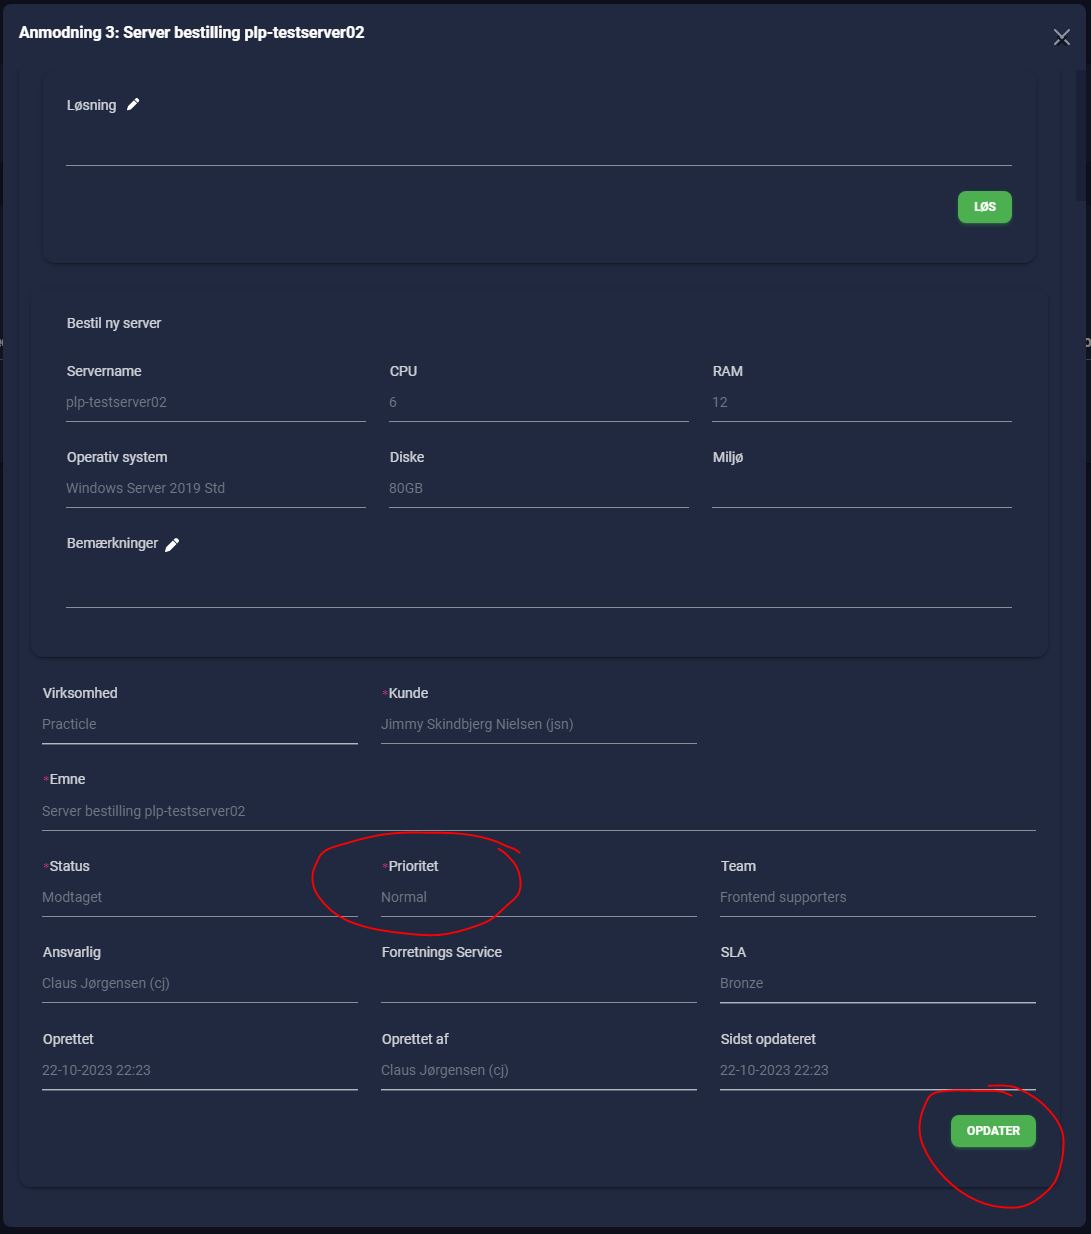 Anmodning 3: Server bestilling plp-testserver02
Løsning
LØS
Bestil ny server
Servername CPU RAM
plp-testserver02 6 12
Operativ system Diske Miljø
Windows Server 2019 Std 80GB
Bemærkninger
Virksomhed *Kunde
Practicle Jimmy Skindbjerg Nielsen (jsn)
*Emne
Server bestilling plp-testserver02
*Status *Prioritet Team
Modtaget Normal Frontend supporters
Ansvarlig Forretnings Service SLA
Claus Jørgensen (cj) Bronze
Oprettet Oprettet af Sidst opdateret
22-10-2023 22:23 Claus Jørgensen (cj) 22-10-2023 22:23
OPDATER